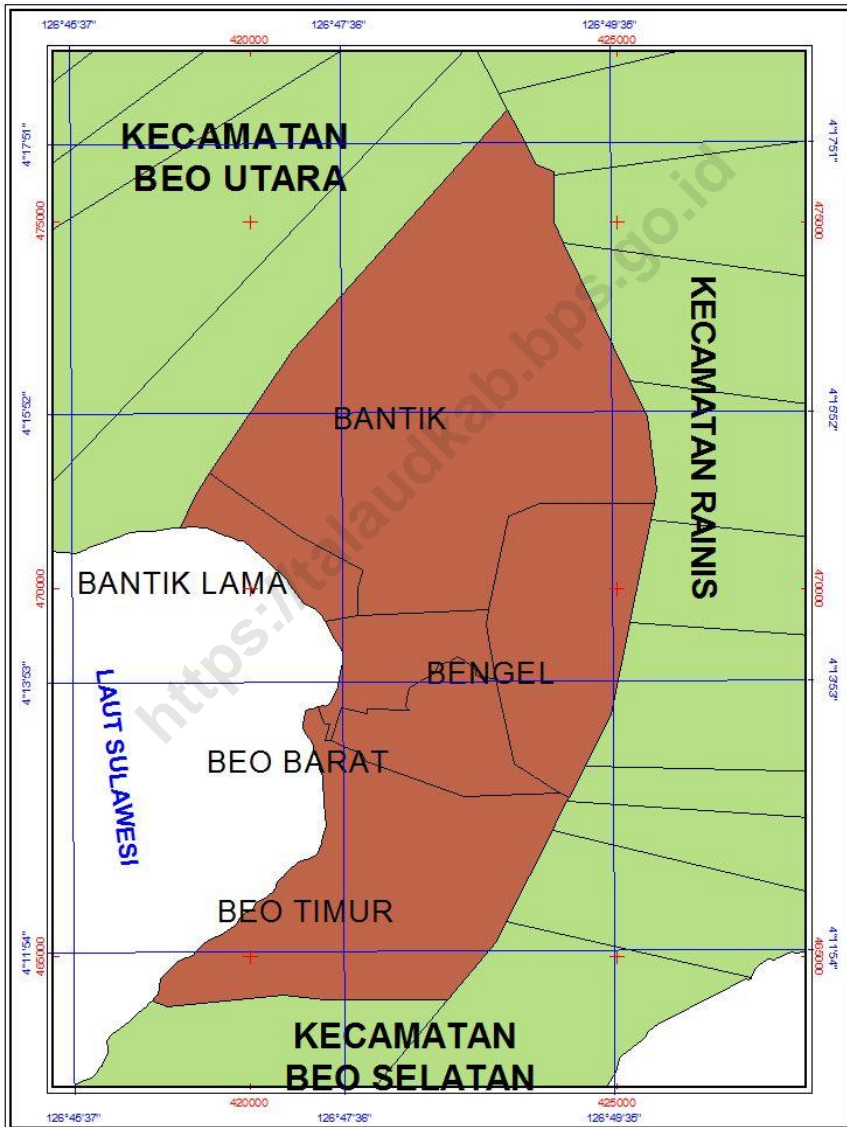 126°45'37"
126°47'36"
126°49'35"
420000
425000
KECAMATAN
BEO UTARA
4°17'51"
4°17'51"
475000
475000
https://talaudkab.bps.go.id
KECAMATAN RAINIS
4°15'52"
BANTIK
4°15'52"
470000
BANTIK LAMA
470000
4°13'53"
LAUT SULAWESI
BENGEL
4°13'53"
BEO BARAT
BEO TIMUR
4°11'54"
465000
465000
4°11'54"
KECAMATAN
BEO SELATAN
420000
425000
126°45'37"
126°47'36"
126°49'35"